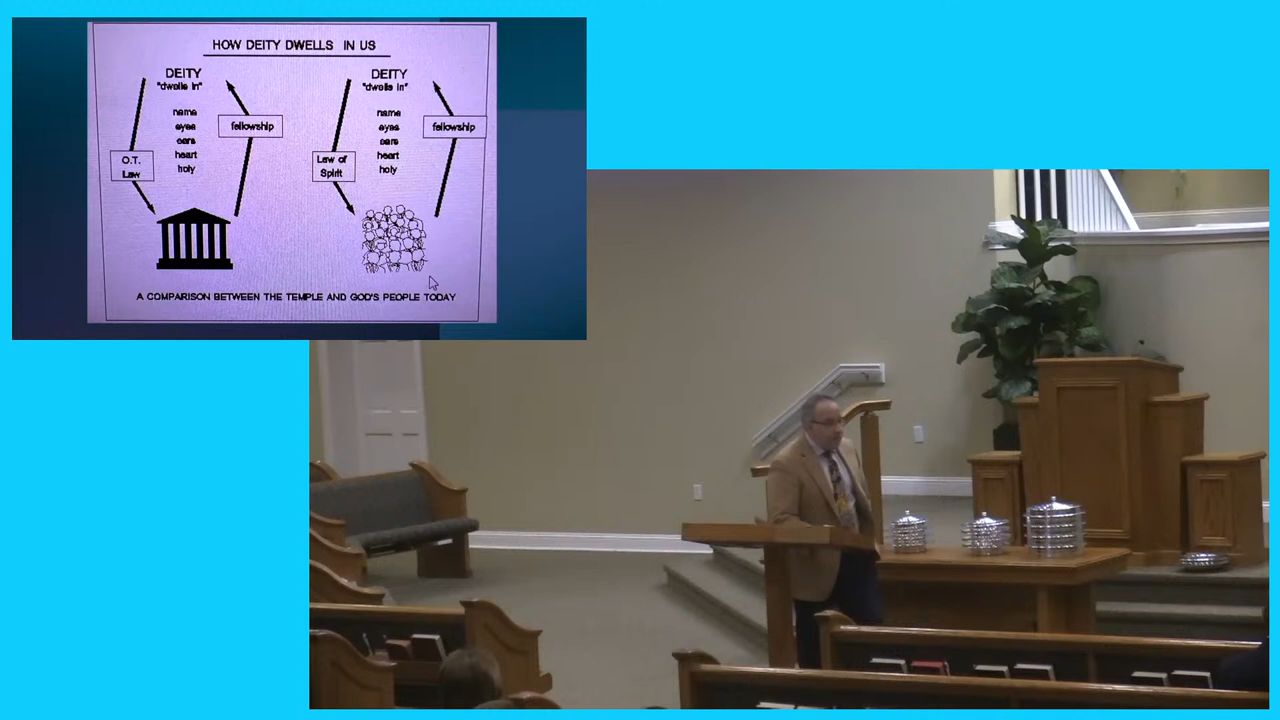 HOW DEITY DWELLS IN US
DEITY
"dwells in"
name
eyes
ears
heart
holy
fellowship
O.T.
Law
DEITY
"dwells in"
name
eyes
ears
heart
holy
fellowship
Law of
Spirit
A COMPARISON BETWEEN THE TEMPLE AND GOD'S PEOPLE TODAY